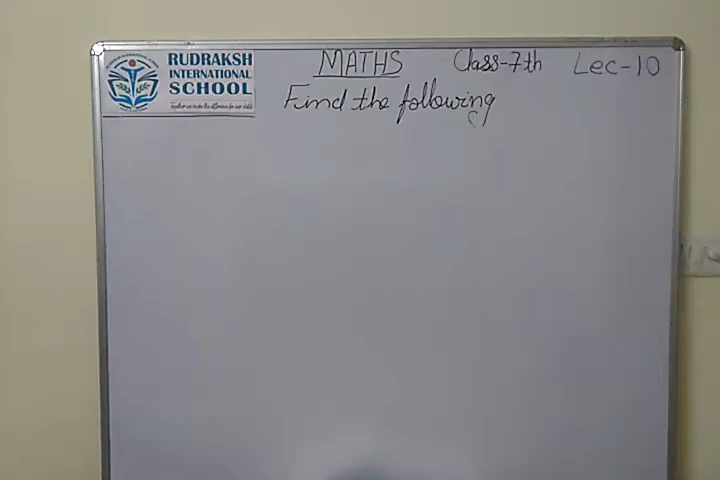 RUDRAKSH
INTERNATIONAL
SCHOOL
MATHS Class-7th Lec-10
Find the following